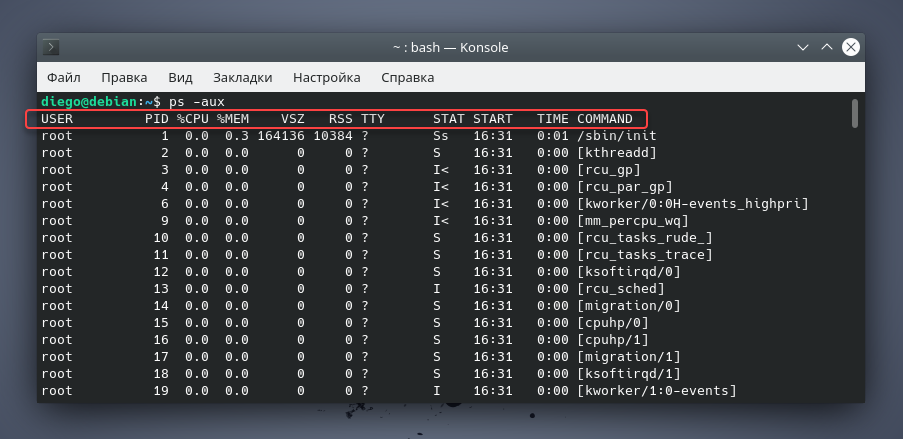 ~ : bash — Konsole
Файл Правка Вид Закладки Настройка Справка
diego@debian:~$ ps -aux
USER PID %CPU %MEM VSZ RSS TTY STAT START TIME COMMAND
root 1 0.0 0.3 164136 10384 ? Ss 16:31 0:01 /sbin/init
root 2 0.0 0.0 0 0 ? S 16:31 0:00 [kthreadd]
root 3 0.0 0.0 0 0 ? I< 16:31 0:00 [rcu_gp]
root 4 0.0 0.0 0 0 ? I< 16:31 0:00 [rcu_par_gp]
root 6 0.0 0.0 0 0 ? I< 16:31 0:00 [kworker/0:0H-events_highpri]
root 9 0.0 0.0 0 0 ? I< 16:31 0:00 [mm_percpu_wq]
root 10 0.0 0.0 0 0 ? S 16:31 0:00 [rcu_tasks_rude_]
root 11 0.0 0.0 0 0 ? S 16:31 0:00 [rcu_tasks_trace]
root 12 0.0 0.0 0 0 ? S 16:31 0:00 [ksoftirqd/0]
root 13 0.0 0.0 0 0 ? I 16:31 0:00 [rcu_sched]
root 14 0.0 0.0 0 0 ? S 16:31 0:00 [migration/0]
root 15 0.0 0.0 0 0 ? S 16:31 0:00 [cpuhp/0]
root 16 0.0 0.0 0 0 ? S 16:31 0:00 [cpuhp/1]
root 17 0.0 0.0 0 0 ? S 16:31 0:00 [migration/1]
root 18 0.0 0.0 0 0 ? S 16:31 0:00 [ksoftirqd/1]
root 19 0.0 0.0 0 0 ? I 16:31 0:00 [kworker/1:0-events]